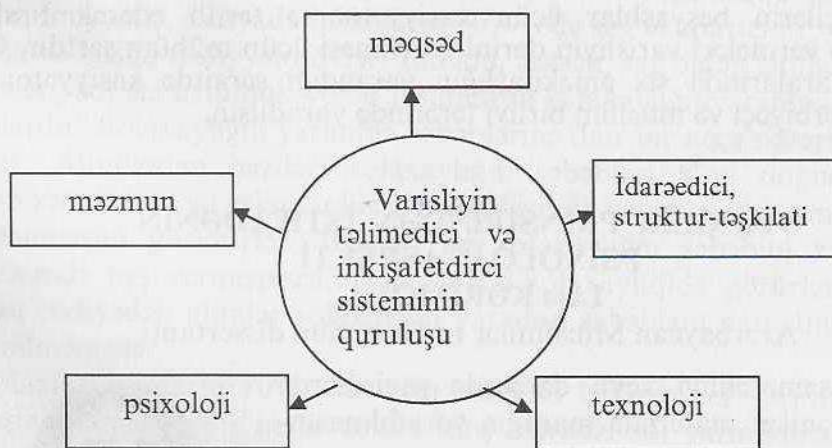 məqsəd
məzmun
Varisliyin
təlimedici və
inkişafetdirci
sisteminin
quruluşu
İdarəedici,
struktur-təşkilati
psixoloji
texnoloji